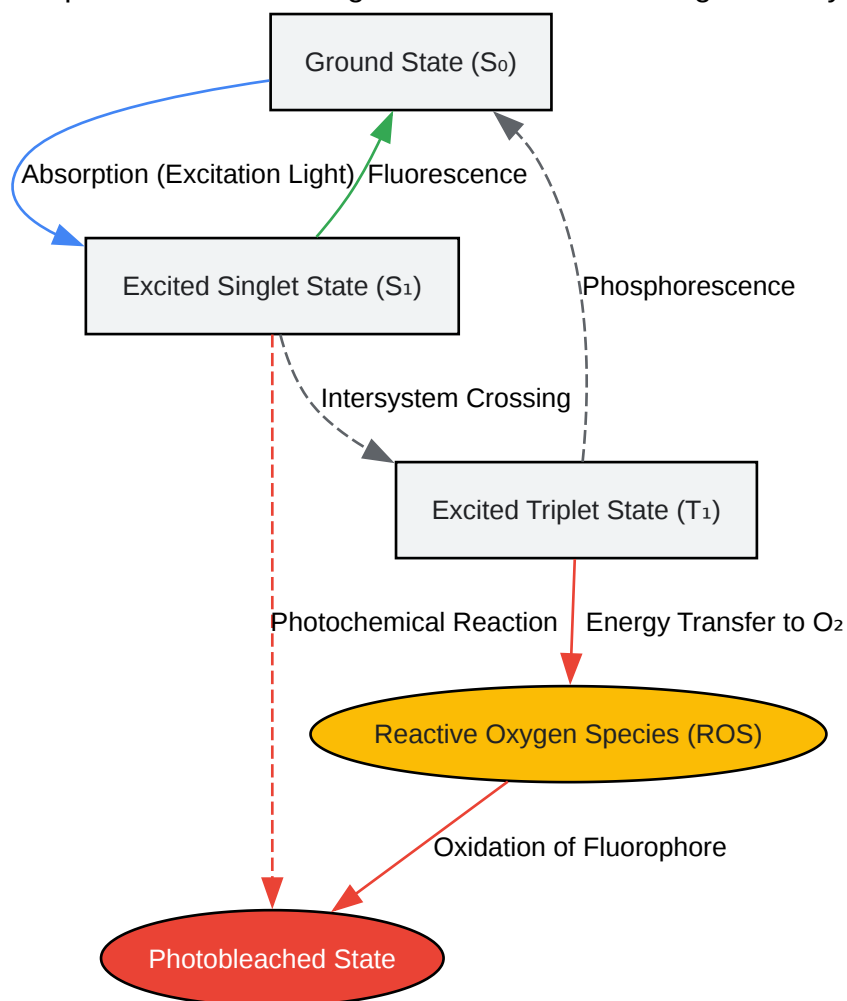 Ground State (S₀)
Absorption (Excitation Light)
Fluorescence
Excited Singlet State (S₁)
Phosphorescence
Intersystem Crossing
Excited Triplet State (T₁)
Photochemical Reaction
Energy Transfer to O₂
Reactive Oxygen Species (ROS)
Oxidation of Fluorophore
Photobleached State